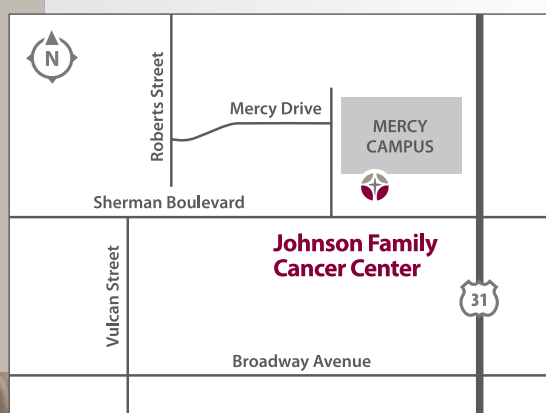 N
Roberts Street
Mercy Drive
MERCY
CAMPUS
Sherman Boulevard
Johnson Family
Cancer Center
Vulcan Street
31
Broadway Avenue